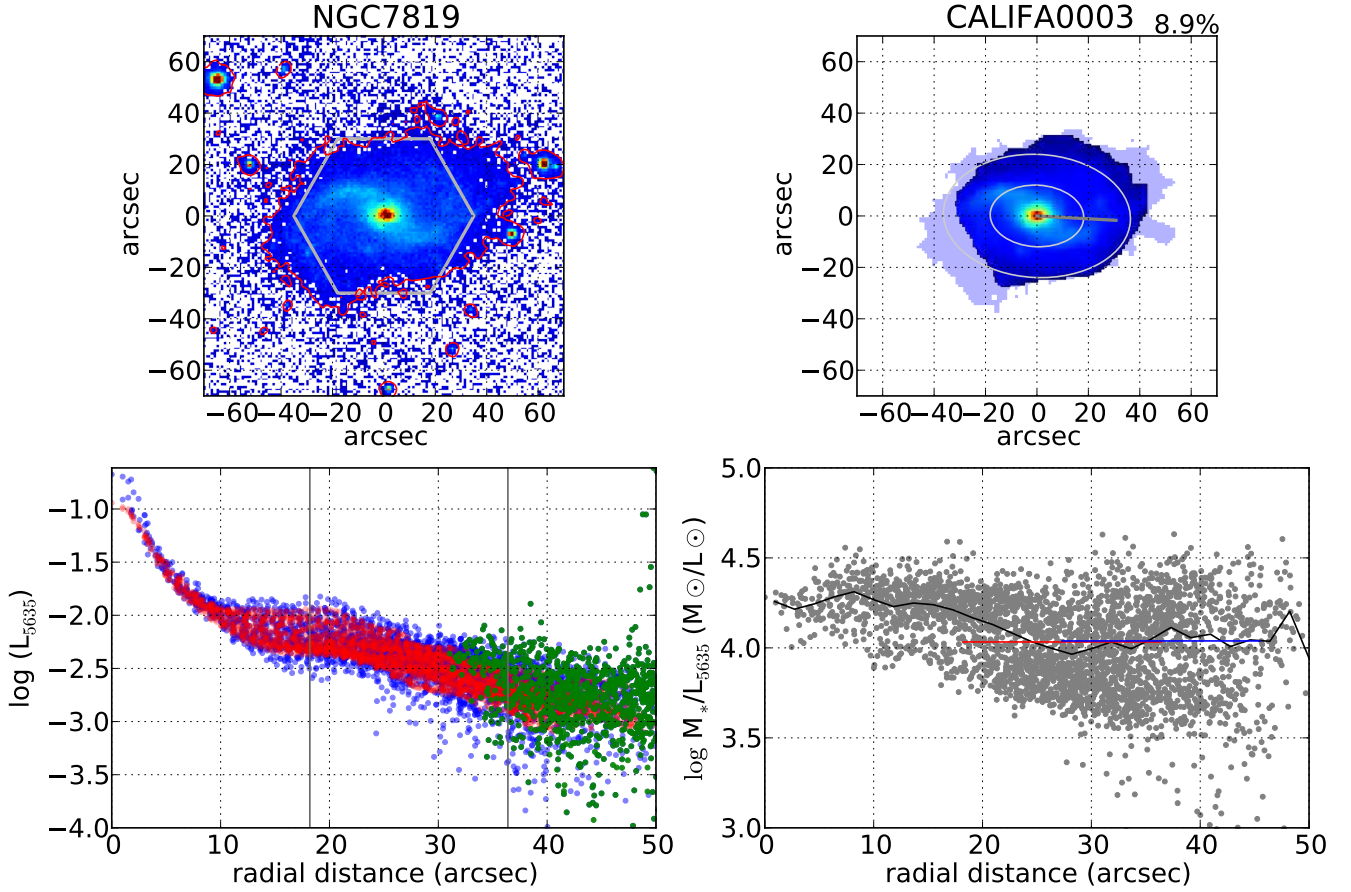 NGC7819
CALIFA0003 8.9%
60
40
20
0
−20
−40
−60
arcsec
−60 −40 −20 0 20 40 60
arcsec
60
40
20
0
−20
−40
−60
arcsec
−60 −40 −20 0 20 40 60
arcsec
−1.0
−1.5
−2.0
−2.5
−3.0
−3.5
−4.0
log (L5635)
0 10 20 30 40 50
radial distance (arcsec)
5.0
4.5
4.0
3.5
3.0
log M*/L5635 (M ⊙/L ⊙)
0 10 20 30 40 50
radial distance (arcsec)